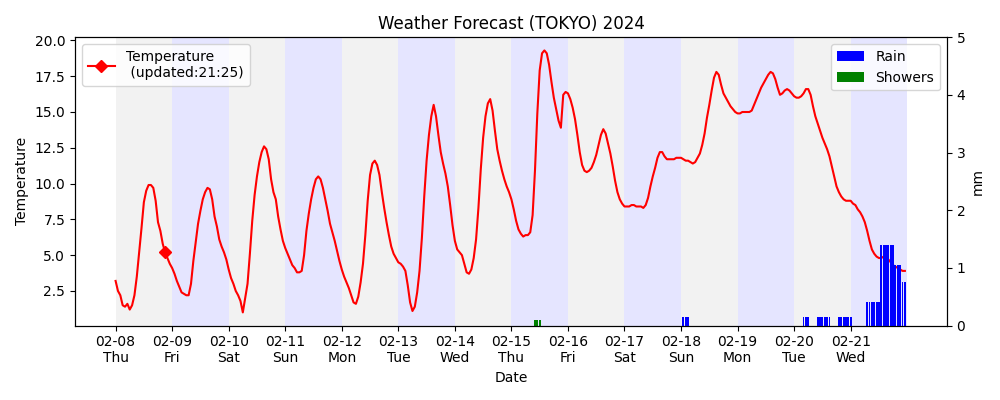 Weather Forecast (TOKYO) 2024
Temperature
(updated:21:25)
Rain
Showers
20.0
17.5
15.0
12.5
10.0
7.5
5.0
2.5
Temperature
5
4
3
2
1
0
mm
02-08 02-09 02-10 02-11 02-12 02-13 02-14 02-15 02-16 02-17 02-18 02-19 02-20 02-21
Thu Fri Sat Sun Mon Tue Wed Thu Fri Sat Sun Mon Tue Wed
Date